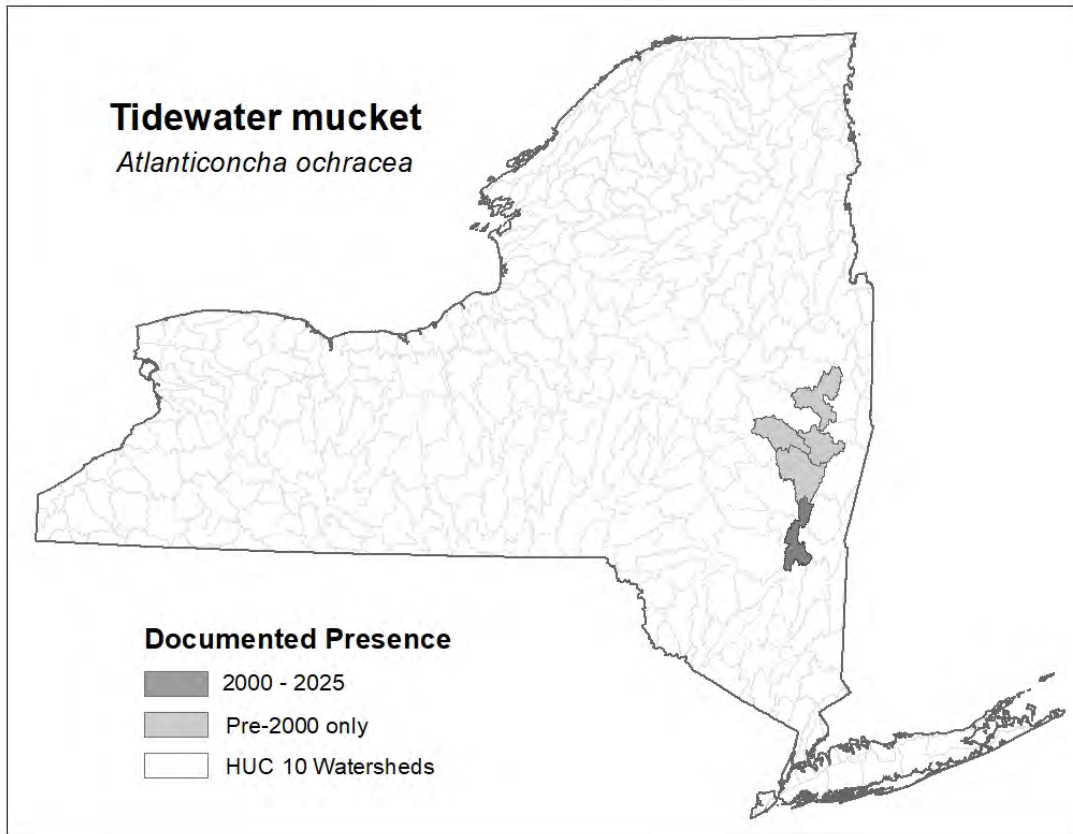 Tidewater mucket
Atlanticoncha ochracea
Documented Presence
2000 - 2025
Pre-2000 only
HUC 10 Watersheds